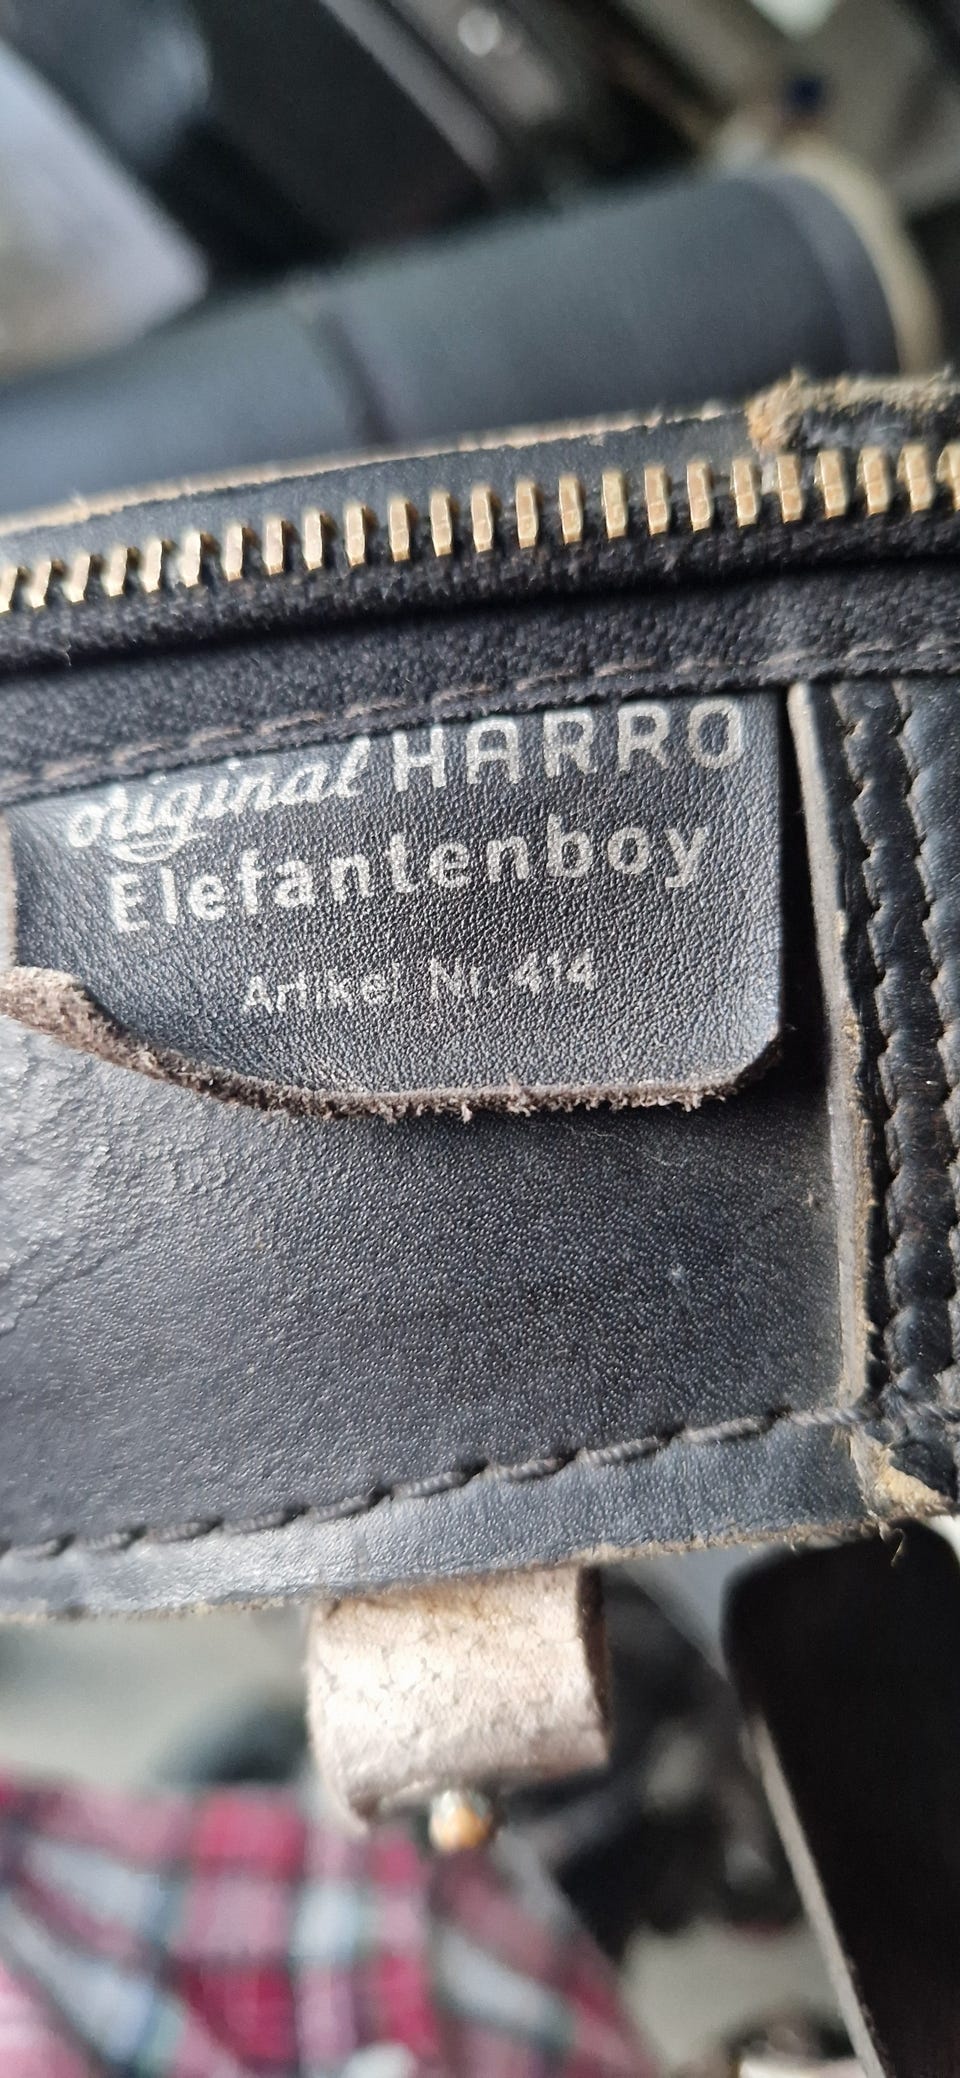 original HARRO
Elefantenboy
Artikel Nr. 414